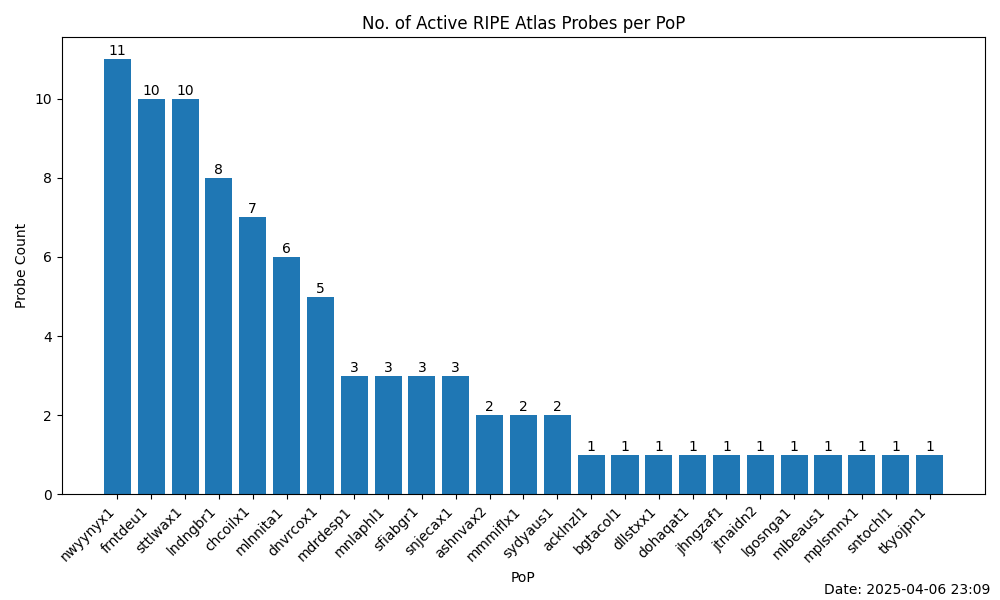 No. of Active RIPE Atlas Probes per PoP
Probe Count
10
8
6
4
2
0
11
10
10
8
7
6
5
3
3
3
3
2
2
2
1
1
1
1
1
1
1
1
1
1
1
nwyynyx1
frntdeu1
sttlwax1
lndngbr1
chcoilx1
mlnnita1
dnvrcox1
mdrdesp1
mnlaphl1
sfiabgr1
snjecax1
ashnvax2
mmmiflx1
sydyaus1
acklnzl1
bgtacol1
dllstxx1
dohaqat1
jhngzaf1
jtnaidn2
lgosnga1
mlbeaus1
mplsmnx1
sntochl1
tkyojpn1
PoP
Date: 2025-04-06 23:09